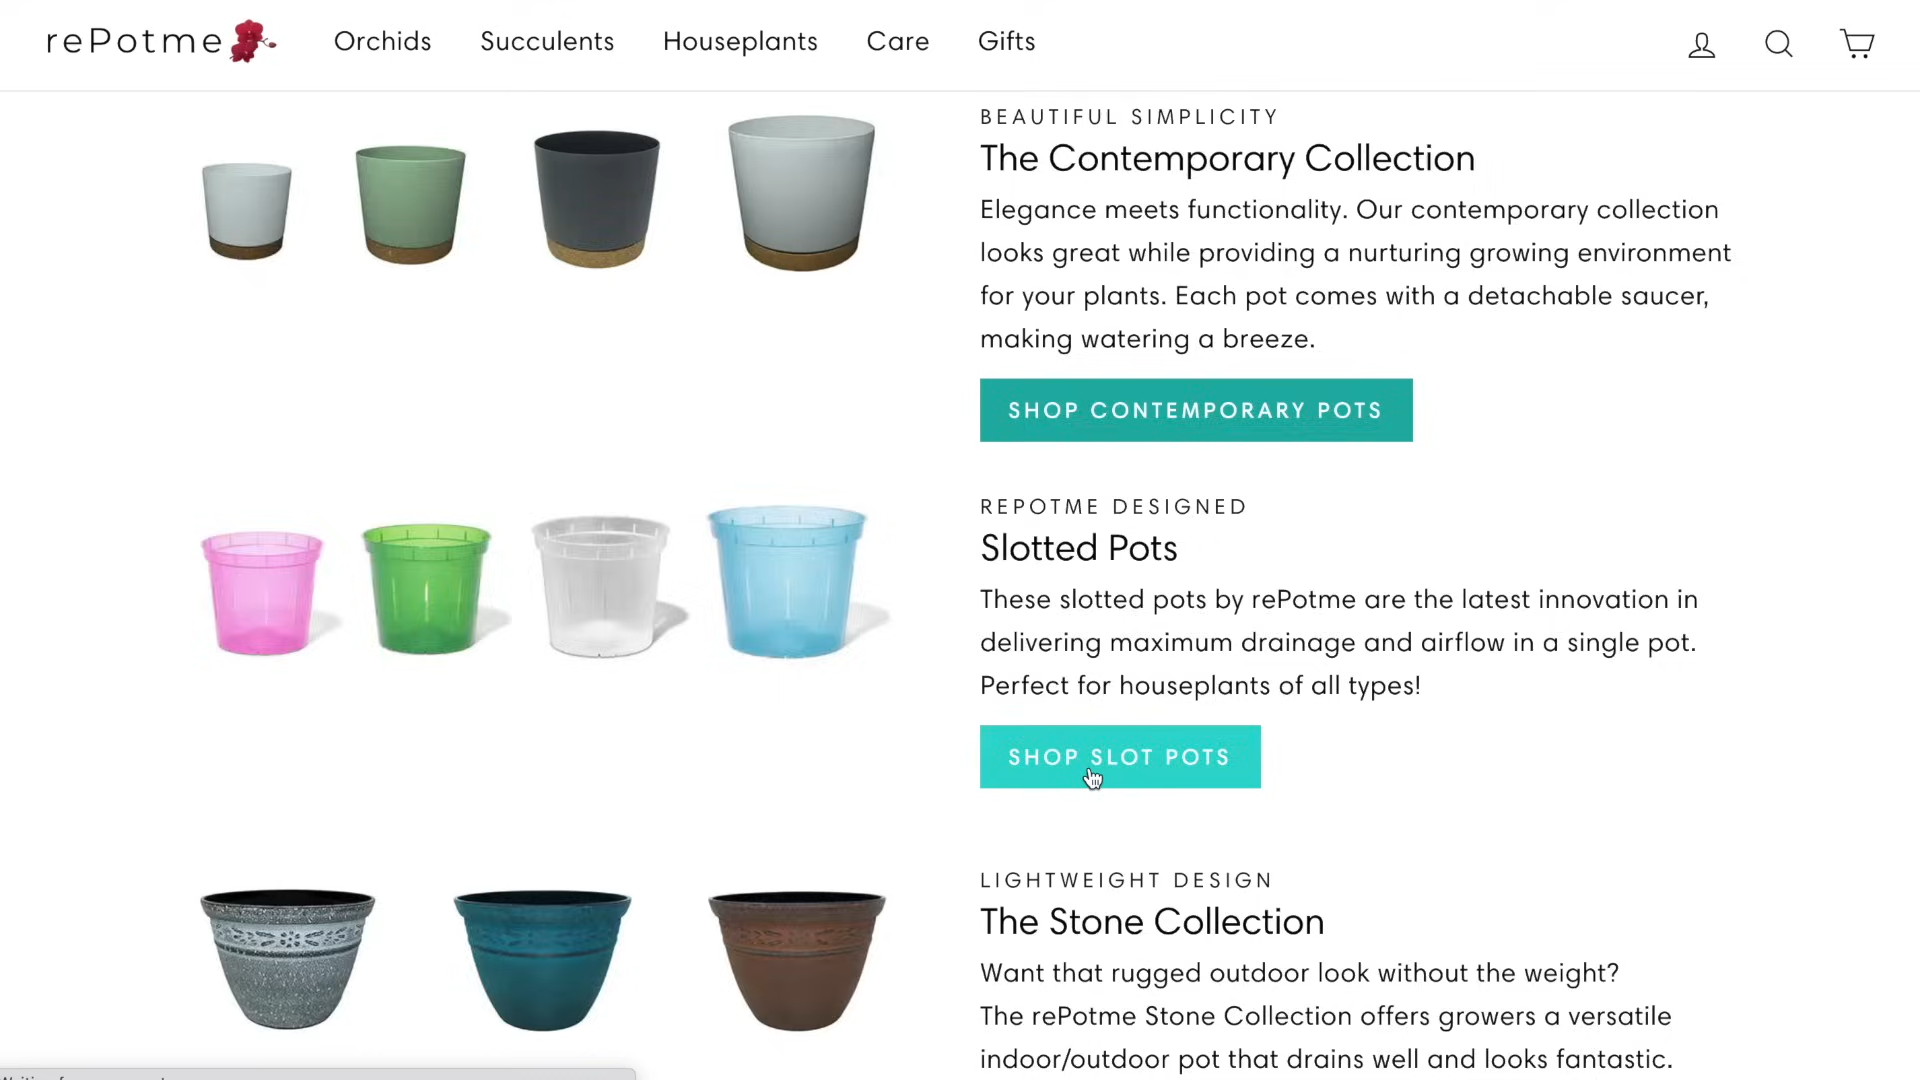 rePotme
Orchids
Succulents
Houseplants
Care
Gifts
BEAUTIFUL SIMPLICITY
The Contemporary Collection
Elegance meets functionality. Our contemporary collection
looks great while providing a nurturing growing environment
for your plants. Each pot comes with a detachable saucer,
making watering a breeze.
SHOP CONTEMPORARY POTS
REPOTME DESIGNED
Slotted Pots
These slotted pots by rePotme are the latest innovation in
delivering maximum drainage and airflow in a single pot.
Perfect for houseplants of all types!
SHOP SLOT POTS
LIGHTWEIGHT DESIGN
The Stone Collection
Want that rugged outdoor look without the weight?
The rePotme Stone Collection offers growers a versatile
indoor/outdoor pot that drains well and looks fantastic.